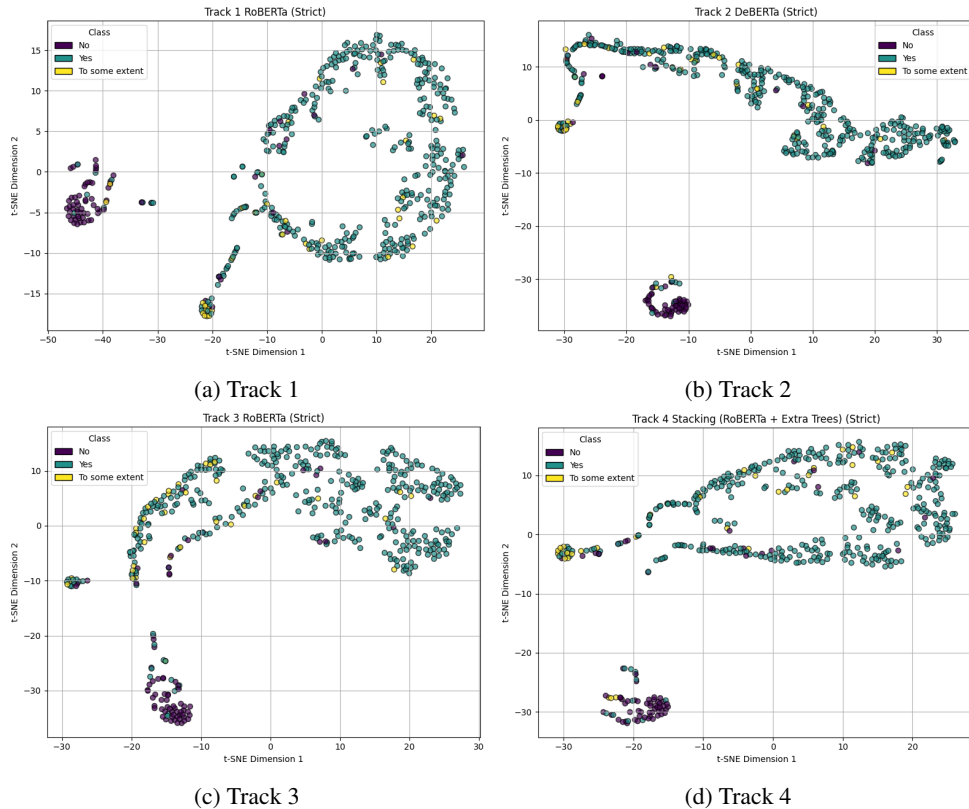 Track 1 RoBERTa (Strict)
Class
No
Yes
To some extent
t-SNE Dimension 2
15
10
5
0
−5
−10
−15
−50 −40 −30 −20 −10 0 10 20
t-SNE Dimension 1
(a) Track 1
Track 2 DeBERTa (Strict)
Class
No
Yes
To some extent
t-SNE Dimension 2
10
0
−10
−20
−30
−30 −20 −10 0 10 20 30
t-SNE Dimension 1
(b) Track 2
Track 3 RoBERTa (Strict)
Class
No
Yes
To some extent
t-SNE Dimension 2
10
0
−10
−20
−30
−30 −20 −10 0 10 20 30
t-SNE Dimension 1
(c) Track 3
Track 4 Stacking (RoBERTa + Extra Trees) (Strict)
Class
No
Yes
To some extent
t-SNE Dimension 2
10
0
−10
−20
−30
−30 −20 −10 0 10 20
t-SNE Dimension 1
(d) Track 4